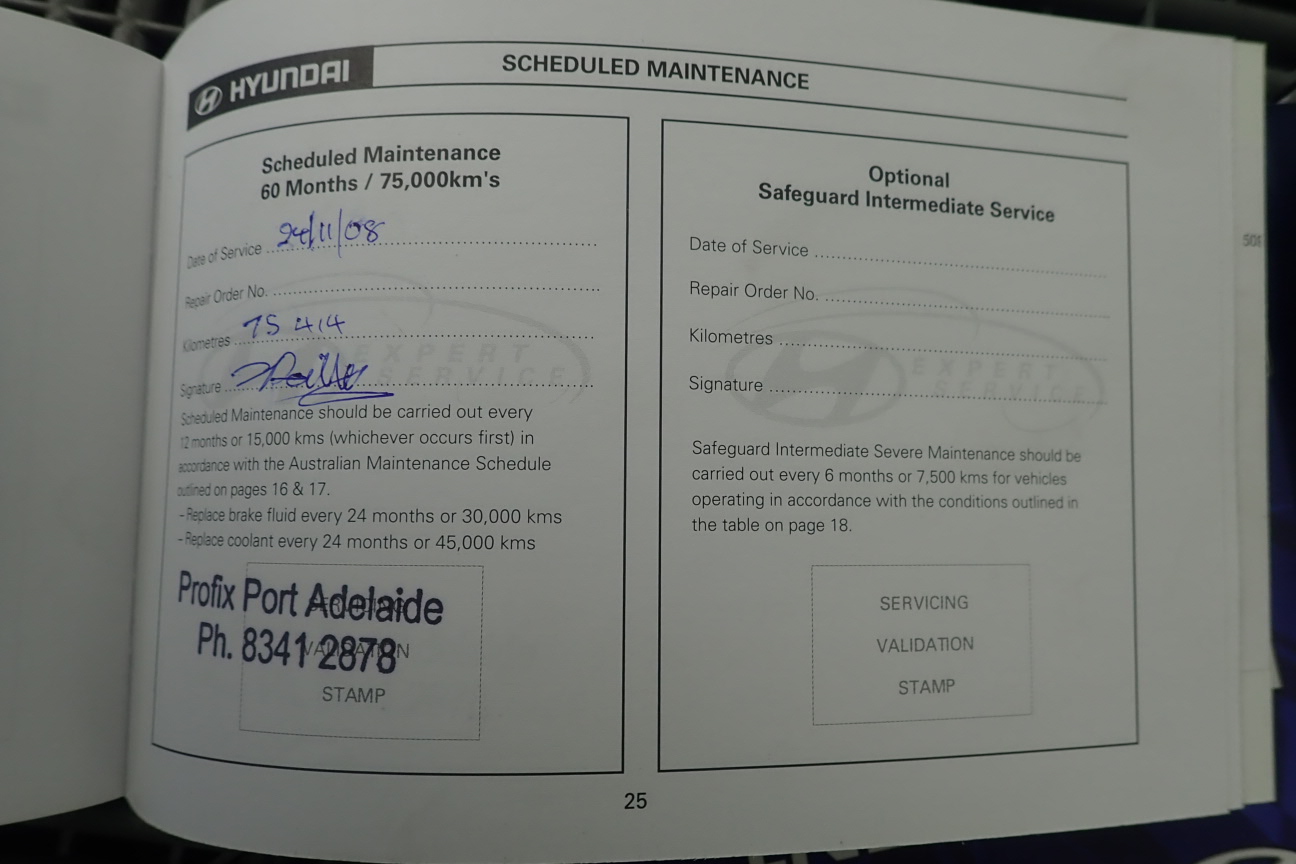 HYUNDAI
SCHEDULED MAINTENANCE
Scheduled Maintenance
60 Months / 75,000km's
Date of Service 24/11/08
Repair Order No.
Kilometres 75 414
Signature
Scheduled Maintenance should be carried out every
12 months or 15,000 kms (whichever occurs first) in
accordance with the Australian Maintenance Schedule
outlined on pages 16 & 17.
- Replace brake fluid every 24 months or 30,000 kms
- Replace coolant every 24 months or 45,000 kms
Profix Port Adelaide
Ph. 8341 2878
SERVICING
VALIDATION
STAMP
EXPERT
SERVICE
Optional
Safeguard Intermediate Service
Date of Service
Repair Order No.
Kilometres
Signature
EXPERT
SERVICE
Safeguard Intermediate Severe Maintenance should be
carried out every 6 months or 7,500 kms for vehicles
operating in accordance with the conditions outlined in
the table on page 18.
SERVICING
VALIDATION
STAMP
25